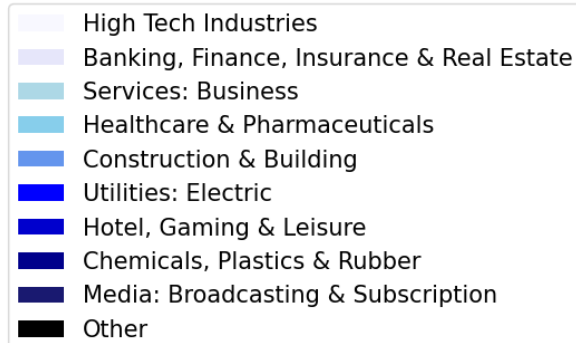 High Tech Industries
Banking, Finance, Insurance & Real Estate
Services: Business
Healthcare & Pharmaceuticals
Construction & Building
Utilities: Electric
Hotel, Gaming & Leisure
Chemicals, Plastics & Rubber
Media: Broadcasting & Subscription
Other